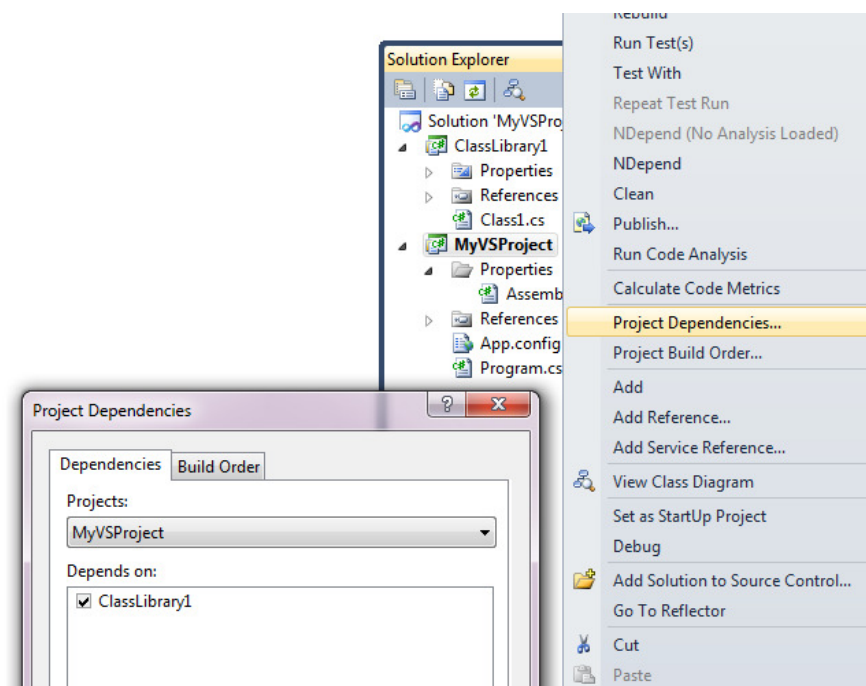 Solution Explorer
Solution 'MyVSPro
ClassLibrary1
Properties
References
Class1.cs
MyVSProject
Properties
Assemb
References
App.config
Program.cs
Rebuild
Run Test(s)
Test With
Repeat Test Run
NDepend (No Analysis Loaded)
NDepend
Clean
Publish...
Run Code Analysis
Calculate Code Metrics
Project Dependencies...
Project Build Order...
Add
Add Reference...
Add Service Reference...
View Class Diagram
Set as StartUp Project
Debug
Add Solution to Source Control...
Go To Reflector
Cut
Paste
Project Dependencies
Dependencies
Build Order
Projects:
MyVSProject
Depends on:
ClassLibrary1